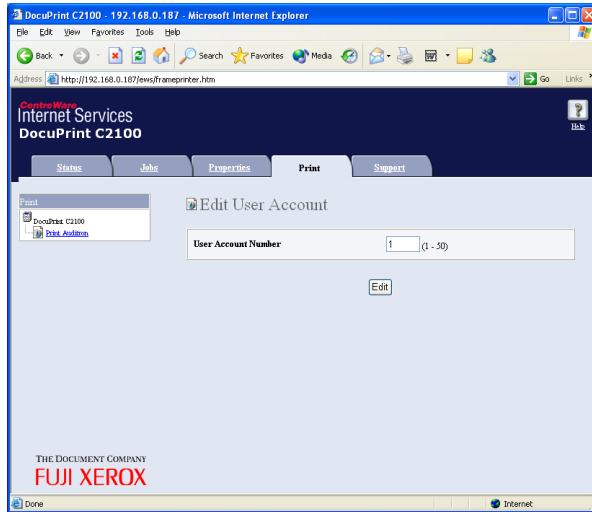 DocuPrint C2100 - 192.168.0.187 - Microsoft Internet Explorer
File Edit View Favorites Tools Help
Back Search Favorites Media
Address http://192.168.0.187/ews/frameprinter.htm Go Links
CentreWare
Internet Services
DocuPrint C2100
Help
Status Jobs Properties Print Support
Print
DocuPrint C2100
Print Auditron
Edit User Account
User Account Number 1 (1 - 50)
Edit
THE DOCUMENT COMPANY
FUJI XEROX
Done Internet